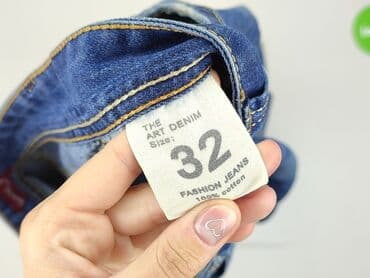 THE
ART DENIM
Size:
32
FASHION JEANS
100% cotton